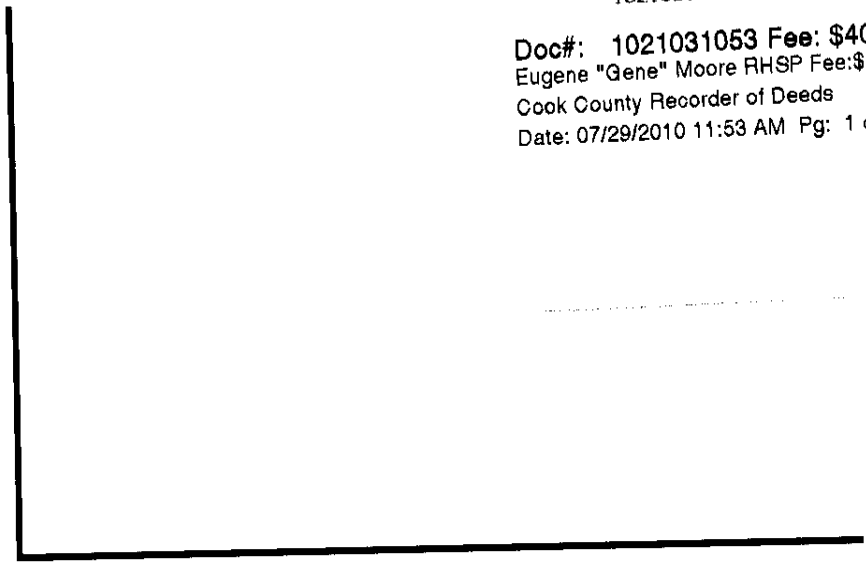 Doc#: 1021031053 Fee: $40
Eugene "Gene" Moore RHSP Fee:$
Cook County Recorder of Deeds
Date: 07/29/2010 11:53 AM Pg: 1